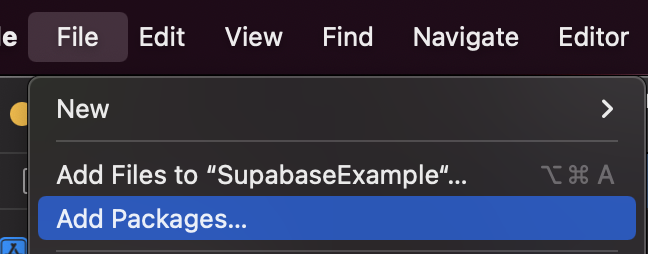 File Edit View Find Navigate Editor
New
Add Files to “SupabaseExample“... ⌥⌘ A
Add Packages...